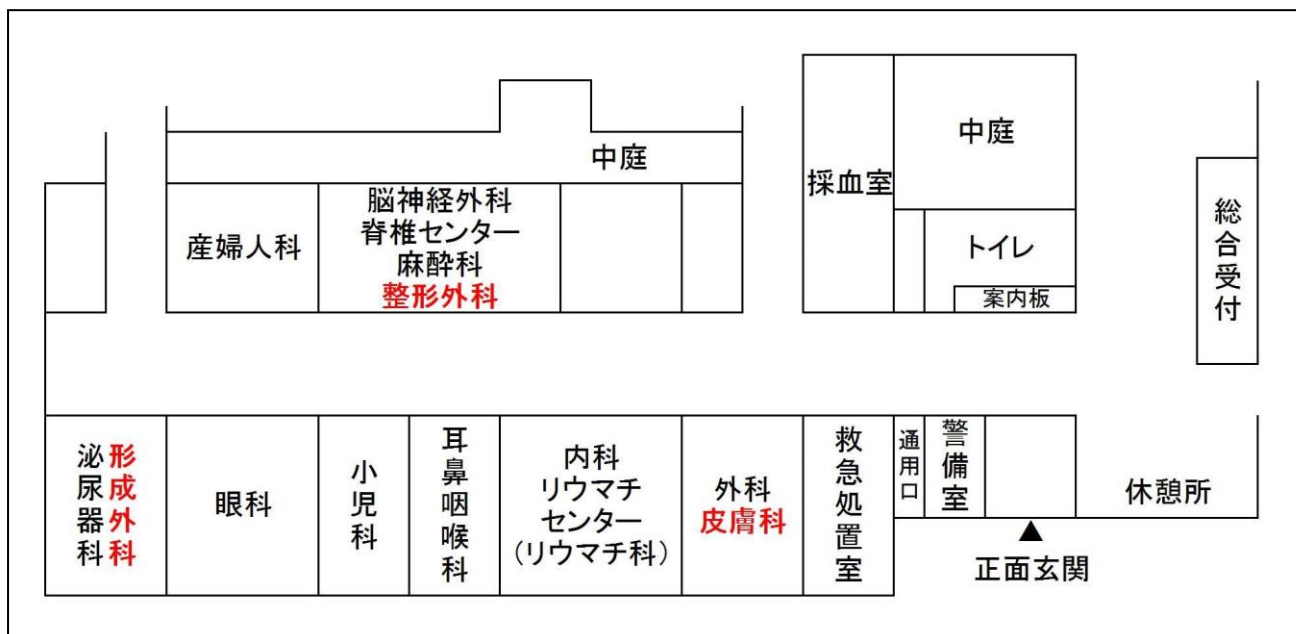 中庭
中庭
採血室
脳神経外科
脊椎センター
麻酔科
整形外科
産婦人科
トイレ
案内板
総合受付
形成外科
泌尿器科
眼科
小児科
耳鼻咽喉科
内科
リウマチ
センター
(リウマチ科)
外科
皮膚科
救急処置室
通用口
警備室
休憩所
▲
正面玄関